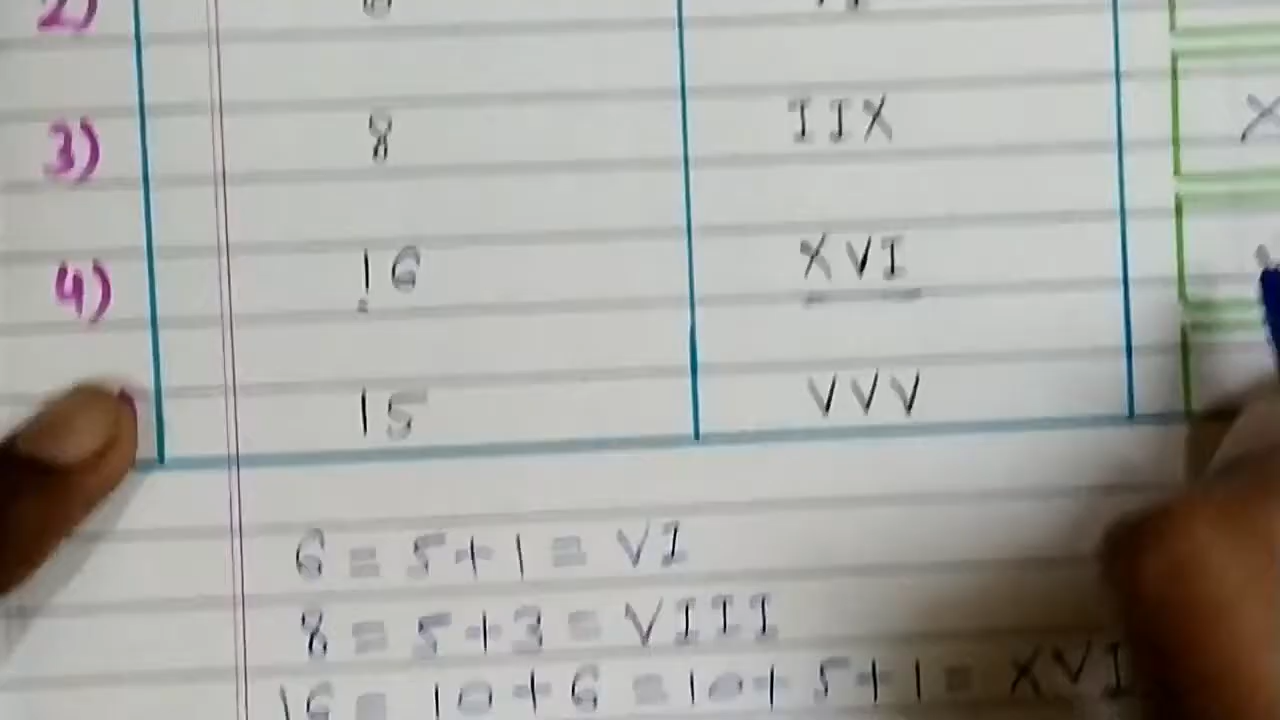 2)
3) 8 IIX X
4) 16 XVI
15 VVV
6 = 5+1 = VI
8 = 5+3 = VIII
16 = 10+6 = 10+ 5+1= XVI